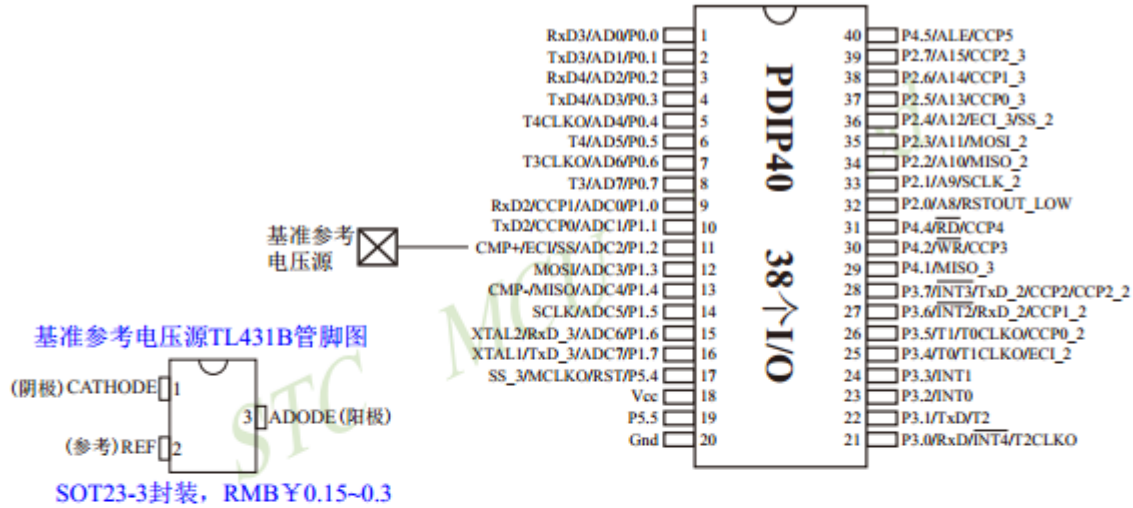 RxD3/AD0/P0.0 1
TxD3/AD1/P0.1 2
RxD4/AD2/P0.2 3
TxD4/AD3/P0.3 4
T4CLKO/AD4/P0.4 5
T4/AD5/P0.5 6
T3CLKO/AD6/P0.6 7
T3/AD7/P0.7 8
RxD2/CCP1/ADC0/P1.0 9
TxD2/CCP0/ADC1/P1.1 10
CMP+/ECI/SS/ADC2/P1.2 11
MOSI/ADC3/P1.3 12
CMP-/MISO/ADC4/P1.4 13
SCLK/ADC5/P1.5 14
XTAL2/RxD_3/ADC6/P1.6 15
XTAL1/TxD_3/ADC7/P1.7 16
SS_3/MCLKO/RST/P5.4 17
Vcc 18
P5.5 19
Gnd 20
PDIP40 38个I/O
40 P4.5/ALE/CCP5
39 P2.7/A15/CCP2_3
38 P2.6/A14/CCP1_3
37 P2.5/A13/CCP0_3
36 P2.4/A12/ECI_3/SS_2
35 P2.3/A11/MOSI_2
34 P2.2/A10/MISO_2
33 P2.1/A9/SCLK_2
32 P2.0/A8/RSTOUT_LOW
31 P4.4/RD/CCP4
30 P4.2/WR/CCP3
29 P4.1/MISO_3
28 P3.7/INT3/TxD_2/CCP2/CCP2_2
27 P3.6/INT2/RxD_2/CCP1_2
26 P3.5/T1/T0CLKO/CCP0_2
25 P3.4/T0/T1CLKO/ECI_2
24 P3.3/INT1
23 P3.2/INT0
22 P3.1/TxD/T2
21 P3.0/RxD/INT4/T2CLKO
基准参考
电压源
基准参考电压源TL431B管脚图
(阴极)CATHODE 1
3 ADODE(阳极)
(参考)REF 2
SOT23-3封装，RMB￥0.15~0.3
STC MCU